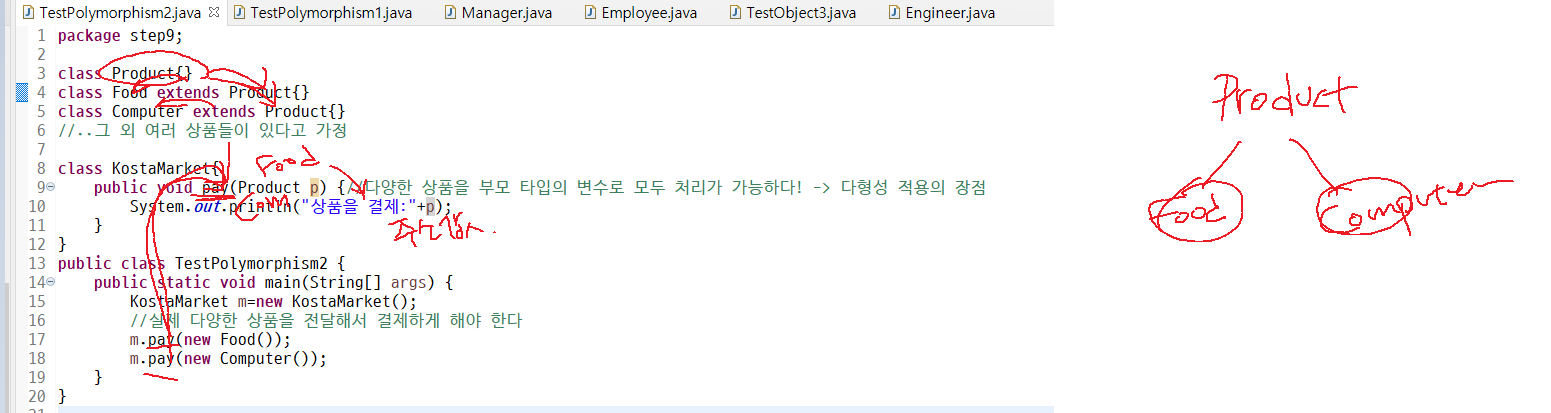 TestPolymorphism2.java TestPolymorphism1.java Manager.java Employee.java TestObject3.java Engineer.java
1 package step9;
2
3 class Product{}
4 class Food extends Product{}
5 class Computer extends Product{}
6 //..그 외 여러 상품들이 있다고 가정
7
8 class KostaMarket{
Food
9 public void pay(Product p) {//다양한 상품을 부모 타입의 변수로 모두 처리가 가능하다! -> 다형성 적용의 장점
10 System.out.println("상품을 결제:"+p);
Com
11 }
주소값
12 }
13 public class TestPolymorphism2 {
14 public static void main(String[] args) {
15 KostaMarket m=new KostaMarket();
16 //실제 다양한 상품을 전달해서 결제하게 해야 한다
17 m.pay(new Food());
18 m.pay(new Computer());
19 }
20 }
21
Product
Food Computer